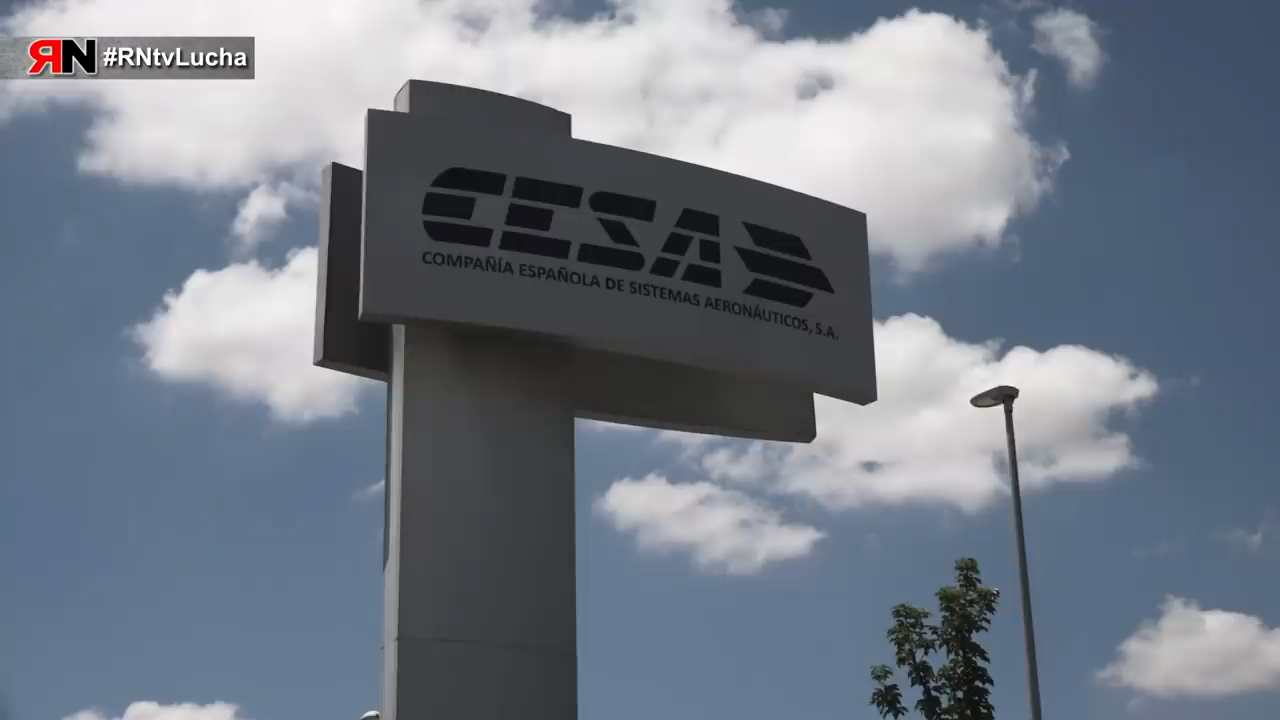 RN #RNtvLucha
CESA
COMPAÑÍA ESPAÑOLA DE SISTEMAS AERONÁUTICOS, S.A.